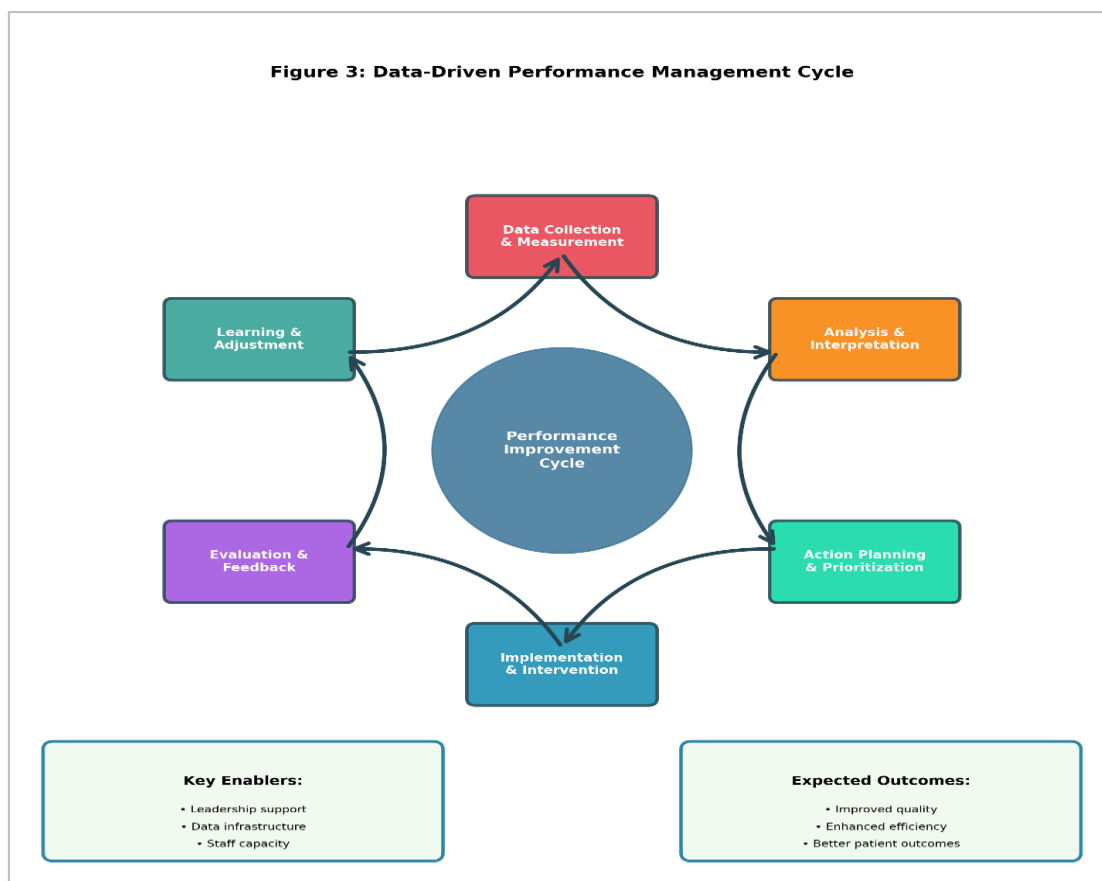 Figure 3: Data-Driven Performance Management Cycle
Data Collection
& Measurement
Learning &
Adjustment
Analysis &
Interpretation
Performance
Improvement
Cycle
Evaluation &
Feedback
Action Planning
& Prioritization
Implementation
& Intervention
Key Enablers:
• Leadership support
• Data infrastructure
• Staff capacity
Expected Outcomes:
• Improved quality
• Enhanced efficiency
• Better patient outcomes